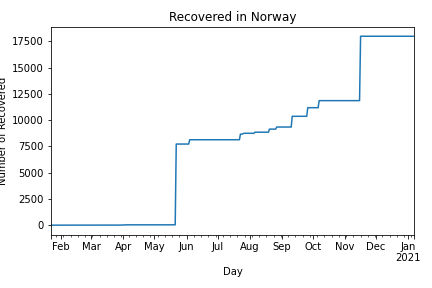 Recovered in Norway
Number of Recovered
17500
15000
12500
10000
7500
5000
2500
0
Feb Mar Apr May Jun Jul Aug Sep Oct Nov Dec Jan
2021
Day